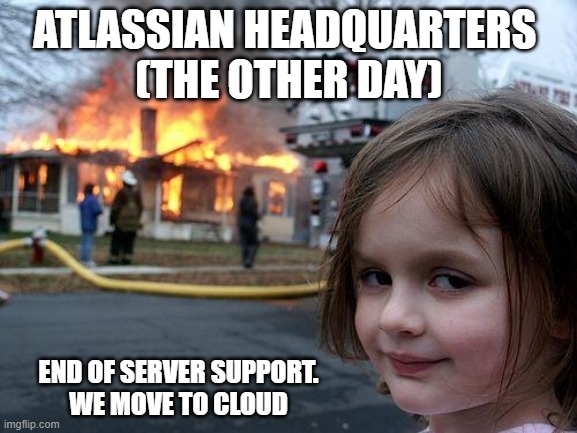 ATLASSIAN HEADQUARTERS
(THE OTHER DAY)
END OF SERVER SUPPORT.
WE MOVE TO CLOUD
imgflip.com